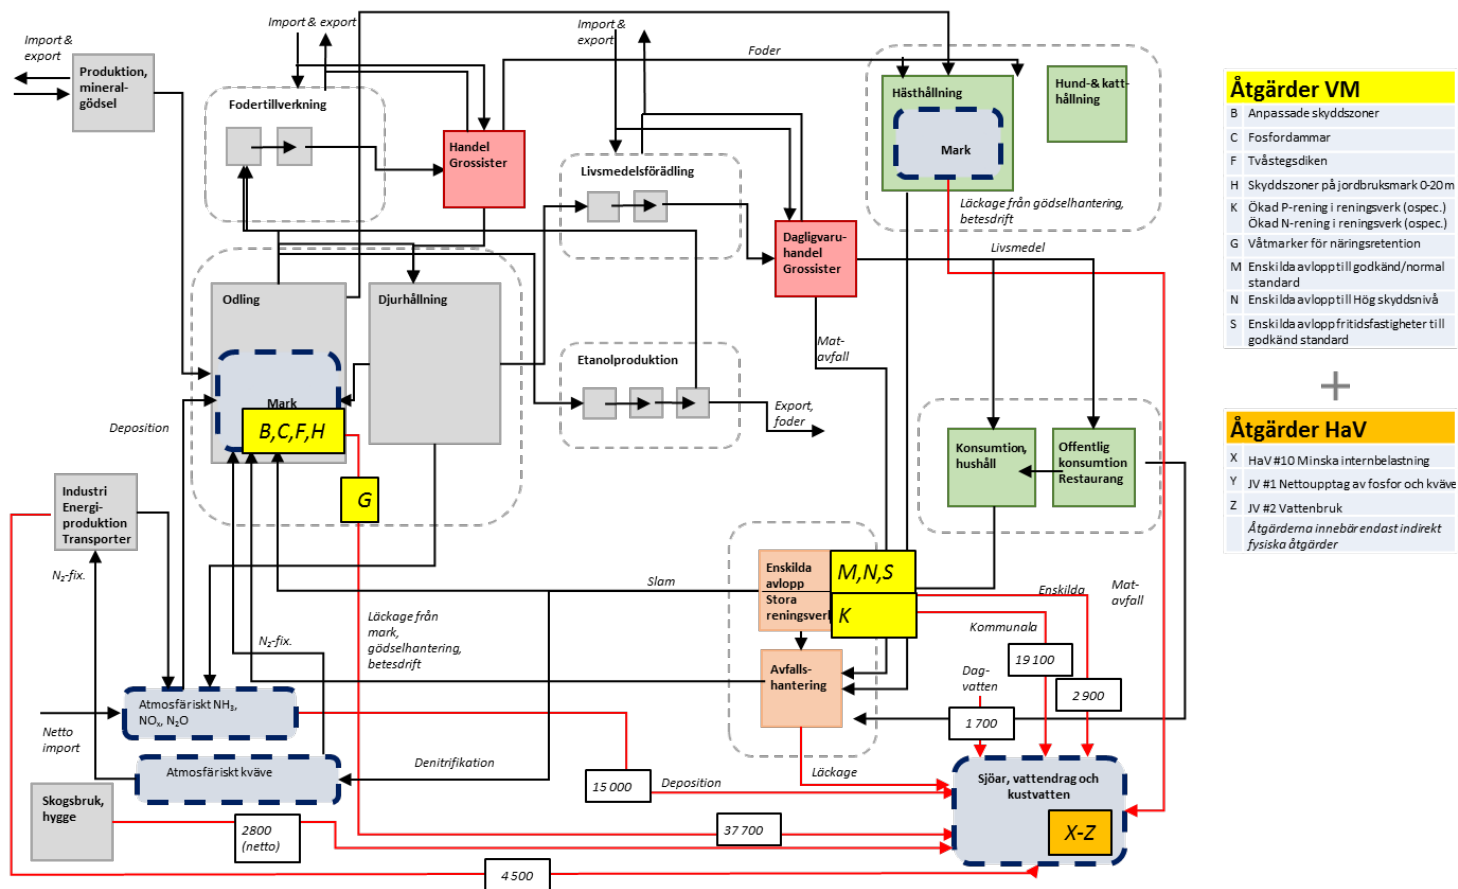 Import &
export
Produktion,
mineral-
gödsel
Import & export
Fodertillverkning
Handel
Grossister
Import &
export
Livsmedelsförädling
Foder
Hästhållning
Mark
Hund-& katt-
hållning
Läckage från gödselhantering,
betesdrift
Dagligvaru-
handel
Grossister
Livsmedel
Odling
Mark
B,C,F,H
Djurhållning
G
Deposition
Etanolproduktion
Export,
foder
Mat-
avfall
Konsumtion,
hushåll
Offentlig
konsumtion
Restaurang
Industri
Energi-
produktion
Transporter
N₂-fix.
N₂-fix.
Läckage från
mark,
gödselhantering,
betesdrift
Slam
Enskilda
avlopp
Stora
reningsverk
M,N,S
K
Avfalls-
hantering
Enskilda
Kommunala
Mat-
avfall
19 100
2 900
Dag-
vatten
1 700
Atmosfäriskt NH₃,
NOₓ, N₂O
Netto
import
Atmosfäriskt kväve
Denitrifikation
Läckage
15 000
Deposition
Sjöar, vattendrag och
kustvatten
X-Z
Skogsbruk,
hygge
2800
(netto)
37 700
4 500
Åtgärder VM
B Anpassade skyddszoner
C Fosfordammar
F Tvåstegsdiken
H Skyddszoner på jordbruksmark 0-20 m
K Ökad P-rening i reningsverk (ospec.)
Ökad N-rening i reningsverk (ospec.)
G Våtmarker för näringsretention
M Enskilda avlopp till godkänd/normal
standard
N Enskilda avlopp till Hög skyddsnivå
S Enskilda avlopp fritidsfastigheter till
godkänd standard
+
Åtgärder HaV
X HaV #10 Minska internbelastning
Y JV #1 Nettoupptag av fosfor och kväve
Z JV #2 Vattenbruk
Åtgärderna innebär endast indirekt
fysiska åtgärder